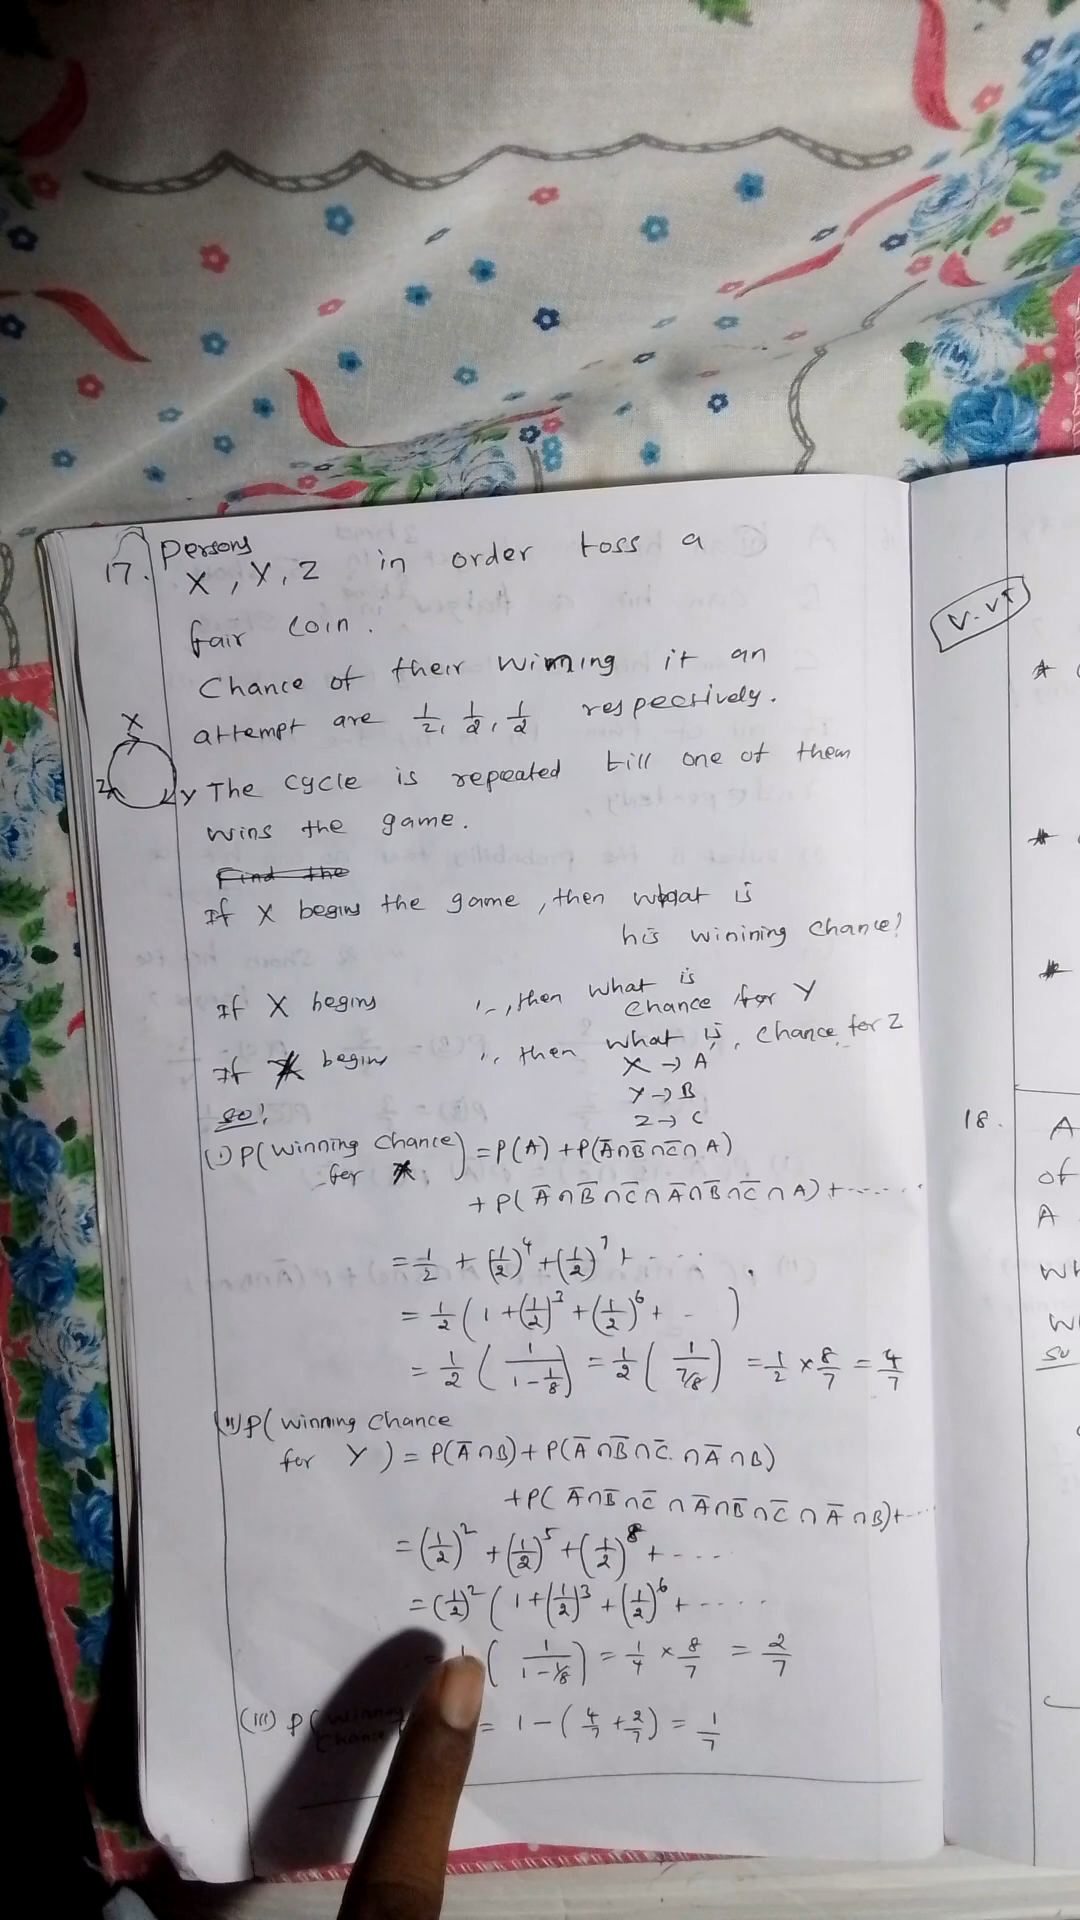 17. Persons
X, Y, Z in order toss a
fair coin.
Chance of their winning it an
attempt are 1/2, 1/2, 1/2 respectively.
X
Z
Y
The cycle is repeated till one of them
wins the game.
Find the
If X begins the game, then what is
his winining chance?
If X begins '' , then what is
chance for Y
If X begins '' then what is, chance for Z
X → A
Y → B
Z → C
so!
(i) P(winning chance for X) = P(A) + P(A̅∩B̅∩C̅∩A)
+ P(A̅∩B̅∩C̅∩A̅∩B̅∩C̅∩A) + ......
= 1/2 + (1/2)^4 + (1/2)^7 + ....
= 1/2 (1 + (1/2)^3 + (1/2)^6 + .. )
= 1/2 (1/(1-1/8)) = 1/2 (1/(7/8)) = 1/2 × 8/7 = 4/7
(ii) P(winning chance
for Y) = P(A̅∩B) + P(A̅∩B̅∩C̅∩A̅∩B)
+ P(A̅∩B̅∩C̅∩A̅∩B̅∩C̅∩A̅∩B) + ....
= (1/2)^2 + (1/2)^5 + (1/2)^8 + ....
= (1/2)^2 (1 + (1/2)^3 + (1/2)^6 + .....
= ( 1/(1-1/8)) = 1/4 × 8/7 = 2/7
(iii) P(winning
chance = 1 - (4/7 + 2/7) = 1/7
V.VI
*
*
*
18. A
of
A
Wh
W
so